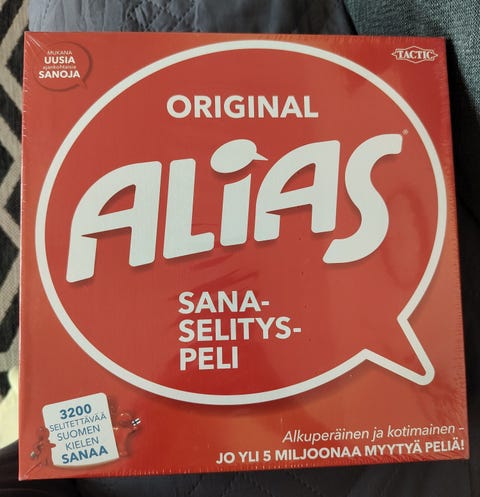 MUKANA
UUSIA
ajankohtaisia
SANOJA
TACTIC
ORIGINAL
ALiAS®
SANA-
SELITYS-
PELI
3200
SELITETTÄVÄÄ
SUOMEN
KIELEN
SANAA
Alkuperäinen ja kotimainen -
JO YLI 5 MILJOONAA MYYTYÄ PELIÄ!